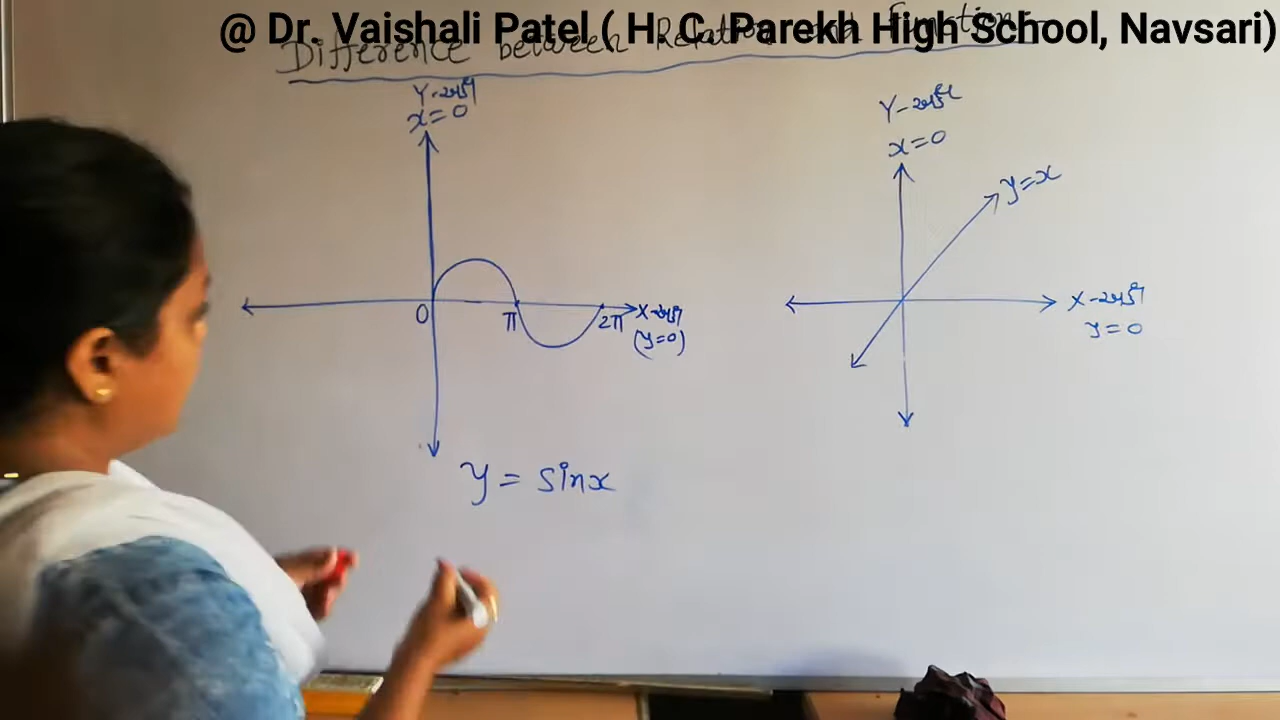 @ Dr. Vaishali Patel ( H. C. Parekh High School, Navsari)
Difference between Relation and Function :-
Y-અક્ષ
x=0
0
π
2π
X-અક્ષ
(y=0)
y = sinx
Y-અક્ષ
x=0
y=x
X-અક્ષ
y=0